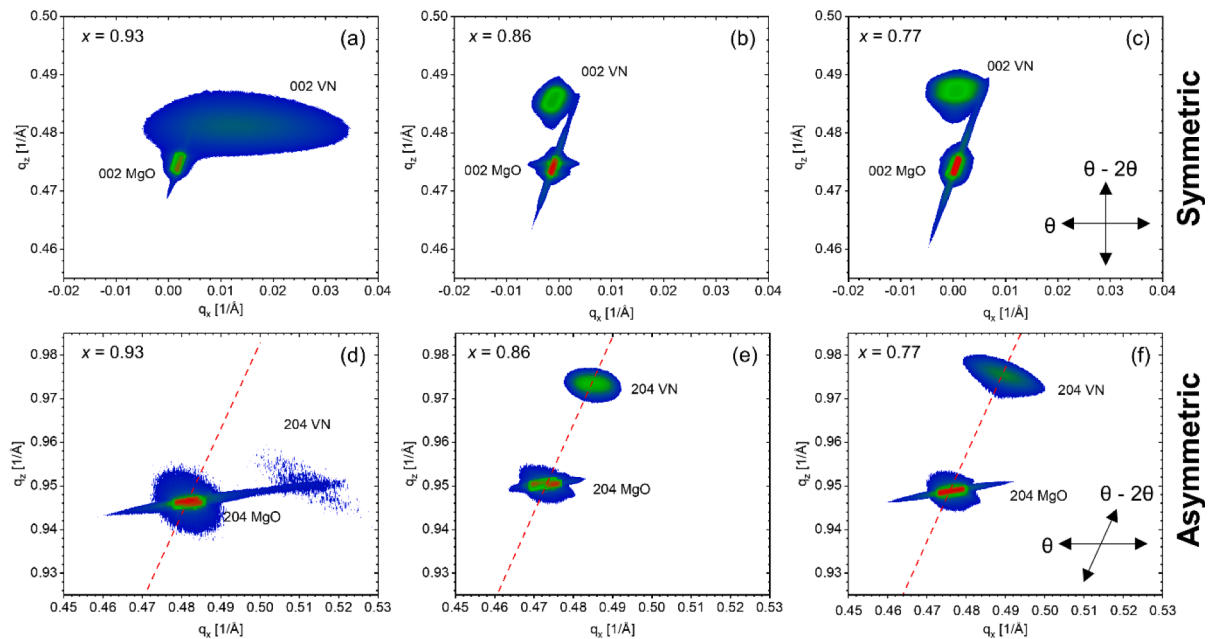 x = 0.93
(a)
002 VN
002 MgO
0.50
0.49
0.48
0.47
0.46
q_z [1/Å]
-0.02 -0.01 0.00 0.01 0.02 0.03 0.04
q_x [1/Å]
x = 0.86
(b)
002 VN
002 MgO
0.50
0.49
0.48
0.47
0.46
q_z [1/Å]
-0.02 -0.01 0.00 0.01 0.02 0.03 0.04
q_x [1/Å]
x = 0.77
(c)
002 VN
002 MgO
θ - 2θ
θ
0.50
0.49
0.48
0.47
0.46
q_z [1/Å]
-0.02 -0.01 0.00 0.01 0.02 0.03 0.04
q_x [1/Å]
Symmetric
x = 0.93
(d)
204 VN
204 MgO
0.98
0.97
0.96
0.95
0.94
0.93
q_z [1/Å]
0.45 0.46 0.47 0.48 0.49 0.50 0.51 0.52 0.53
q_x [1/Å]
x = 0.86
(e)
204 VN
204 MgO
0.98
0.97
0.96
0.95
0.94
0.93
q_z [1/Å]
0.45 0.46 0.47 0.48 0.49 0.50 0.51 0.52 0.53
q_x [1/Å]
x = 0.77
(f)
204 VN
204 MgO
θ - 2θ
θ
0.98
0.97
0.96
0.95
0.94
0.93
q_z [1/Å]
0.45 0.46 0.47 0.48 0.49 0.50 0.51 0.52 0.53
q_x [1/Å]
Asymmetric